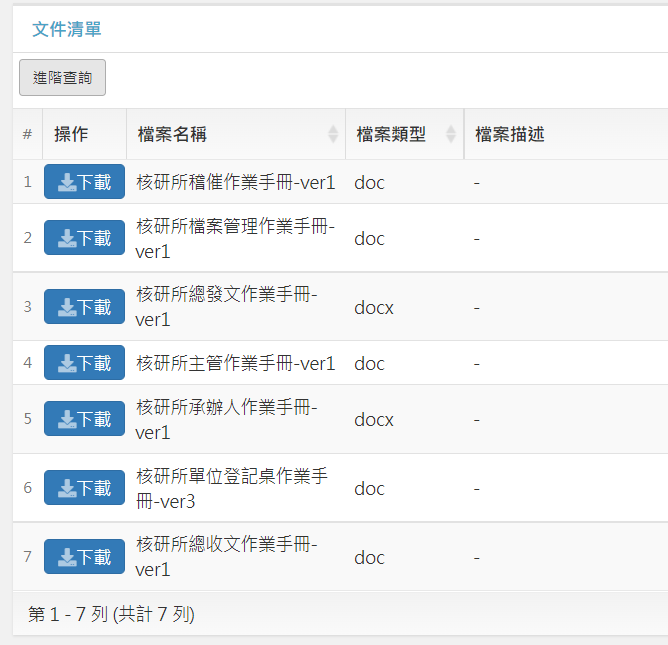 文件清單
進階查詢
# 操作 檔案名稱 檔案類型 檔案描述
1 下載 核研所稽催作業手冊-ver1 doc -
2 下載 核研所檔案管理作業手冊-
ver1 doc -
3 下載 核研所總發文作業手冊-
ver1 docx -
4 下載 核研所主管作業手冊-ver1 doc -
5 下載 核研所承辦人作業手冊-
ver1 docx -
6 下載 核研所單位登記桌作業手
冊-ver3 doc -
7 下載 核研所總收文作業手冊-
ver1 doc -
第 1 - 7 列 (共計 7 列)